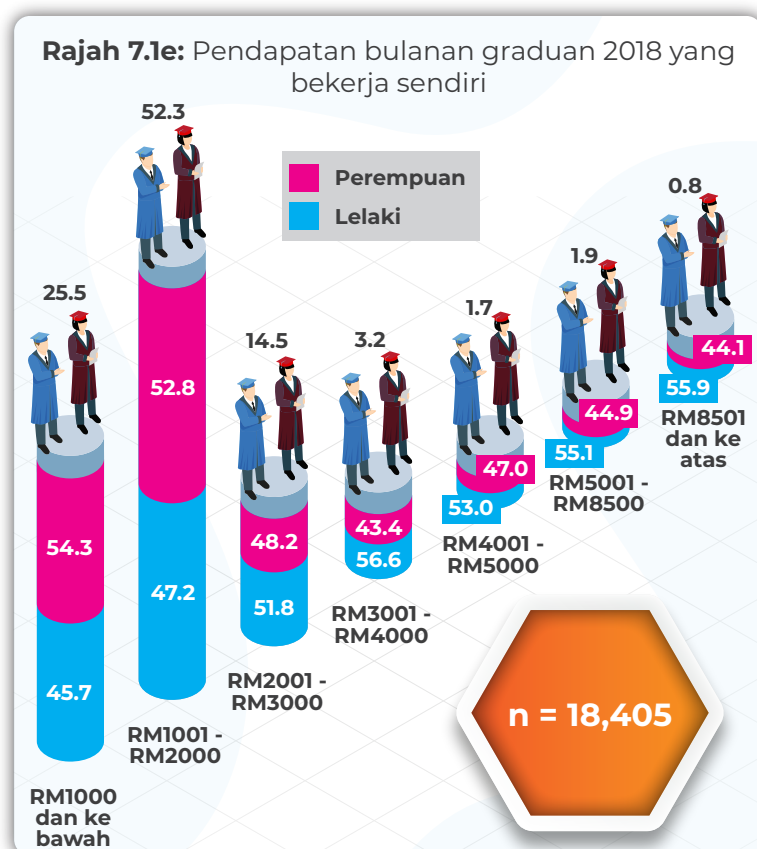 Rajah 7.1e: Pendapatan bulanan graduan 2018 yang
bekerja sendiri
Perempuan
Lelaki
25.5
54.3
45.7
RM1000
dan ke
bawah
52.3
52.8
47.2
RM1001 -
RM2000
14.5
48.2
51.8
RM2001 -
RM3000
3.2
43.4
56.6
RM3001 -
RM4000
1.7
47.0
53.0
RM4001 -
RM5000
1.9
44.9
55.1
RM5001 -
RM8500
0.8
44.1
55.9
RM8501
dan ke
atas
n = 18,405